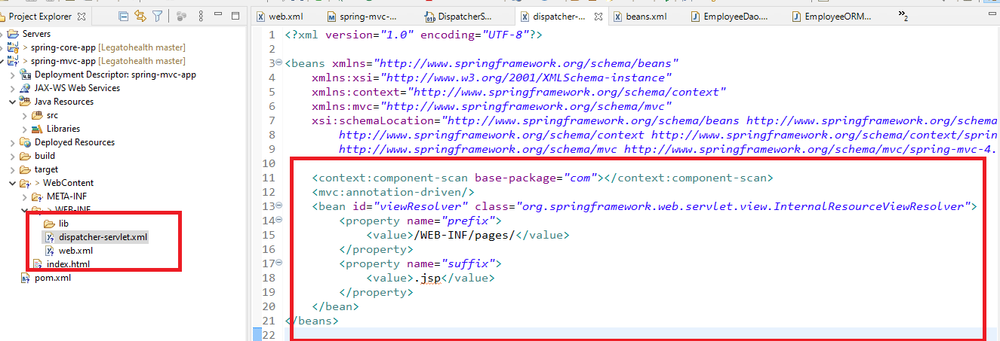 Project Explorer
Servers
> spring-core-app [Legatohealth master]
> spring-mvc-app [Legatohealth master]
Deployment Descriptor: spring-mvc-app
JAX-WS Web Services
Java Resources
src
Libraries
Deployed Resources
build
target
> WebContent
META-INF
> WEB-INF
lib
dispatcher-servlet.xml
web.xml
index.html
pom.xml
web.xml spring-mvc-... DispatcherS... dispatcher-... beans.xml EmployeeDao.... EmployeeORM... »2
1 <?xml version="1.0" encoding="UTF-8"?>
2
3 <beans xmlns="http://www.springframework.org/schema/beans"
4 xmlns:xsi="http://www.w3.org/2001/XMLSchema-instance"
5 xmlns:context="http://www.springframework.org/schema/context"
6 xmlns:mvc="http://www.springframework.org/schema/mvc"
7 xsi:schemaLocation="http://www.springframework.org/schema/beans http://www.springframework.org/schema
8 http://www.springframework.org/schema/context http://www.springframework.org/schema/context/sprin
9 http://www.springframework.org/schema/mvc http://www.springframework.org/schema/mvc/spring-mvc-4.
10
11 <context:component-scan base-package="com"></context:component-scan>
12 <mvc:annotation-driven/>
13 <bean id="viewResolver" class="org.springframework.web.servlet.view.InternalResourceViewResolver">
14 <property name="prefix">
15 <value>/WEB-INF/pages/</value>
16 </property>
17 <property name="suffix">
18 <value>.jsp</value>
19 </property>
20 </bean>
21 </beans>
22